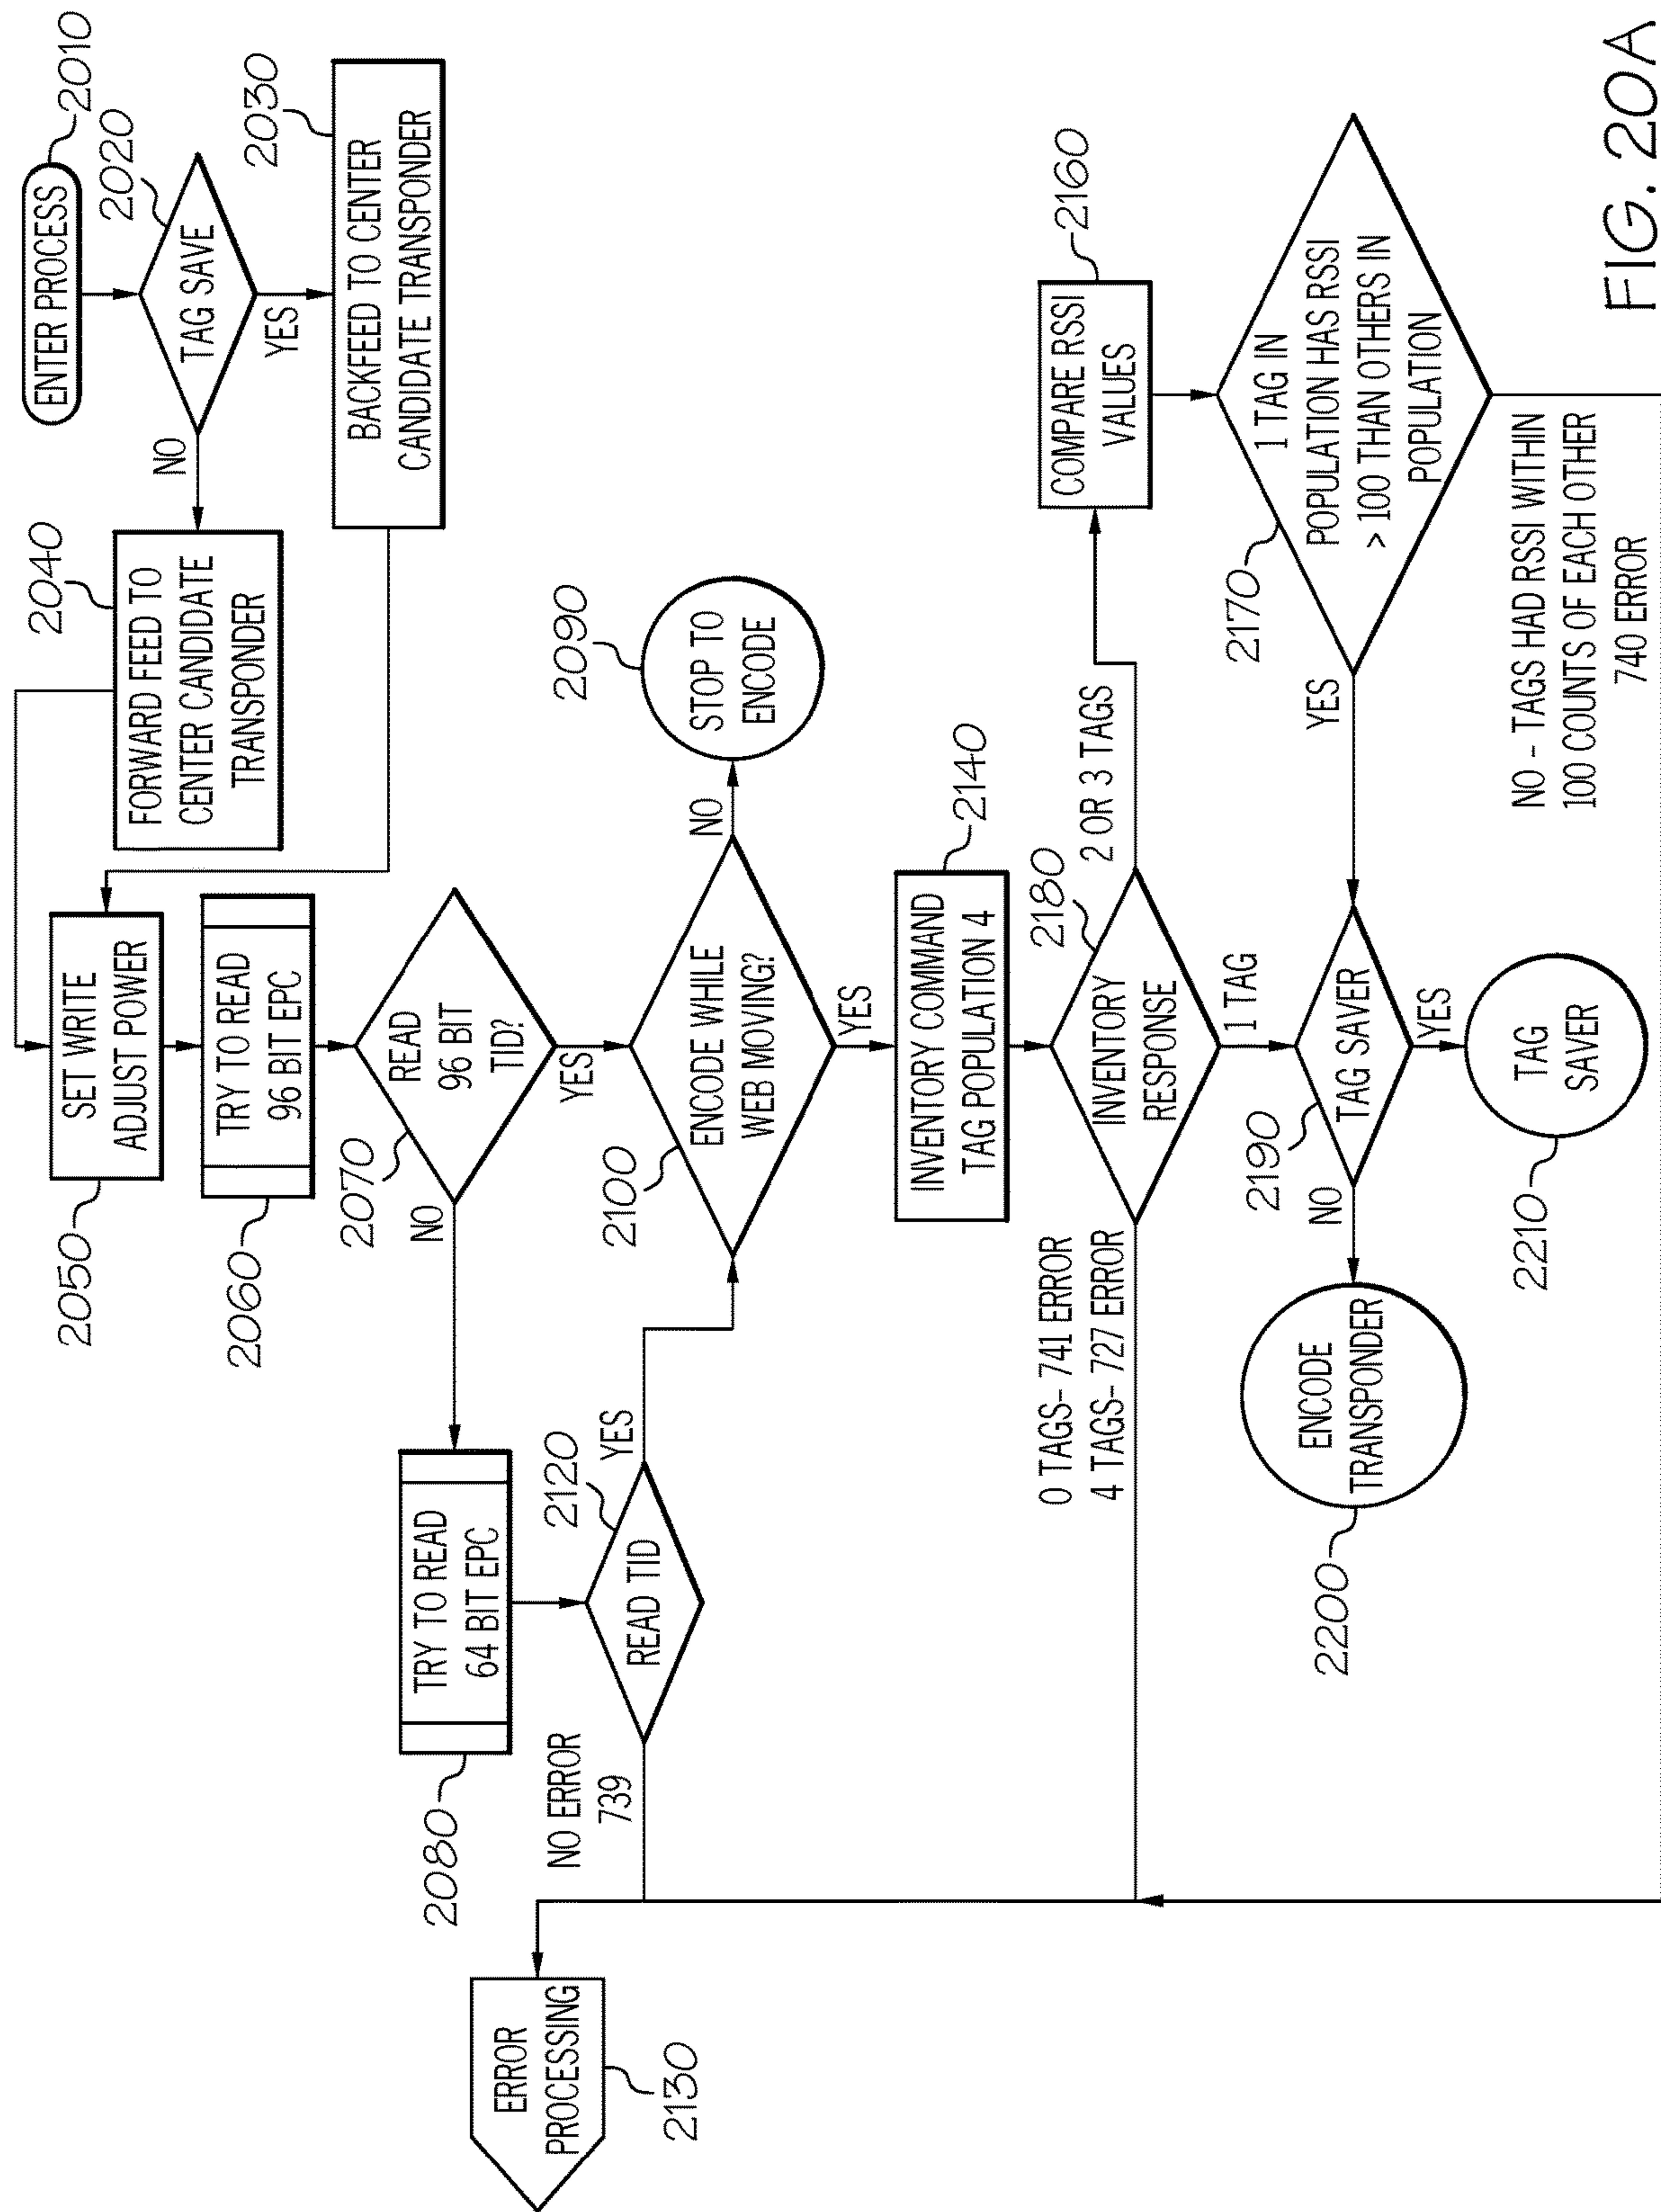 ENTER PROCESS
2010
TAG SAVE
2020
YES
NO
BACKFEED TO CENTER
CANDIDATE TRANSPONDER
2030
FORWARD FEED TO
CENTER CANDIDATE
TRANSPONDER
2040
SET WRITE
ADJUST POWER
2050
TRY TO READ
96 BIT EPC
2060
READ
96 BIT
TID?
2070
NO
YES
TRY TO READ
64 BIT EPC
2080
READ TID
2120
YES
NO ERROR
739
ENCODE WHILE
WEB MOVING?
2100
NO
YES
STOP TO
ENCODE
2090
INVENTORY COMMAND
TAG POPULATION 4
2140
INVENTORY
RESPONSE
2180
2 OR 3 TAGS
1 TAG
0 TAGS- 741 ERROR
4 TAGS- 727 ERROR
COMPARE RSSI
VALUES
2160
1 TAG IN
POPULATION HAS RSSI
> 100 THAN OTHERS IN
POPULATION
2170
YES
NO - TAGS HAD RSSI WITHIN
100 COUNTS OF EACH OTHER
740 ERROR
TAG SAVER
2190
NO
YES
ENCODE
TRANSPONDER
2200
TAG
SAVER
2210
ERROR
PROCESSING
2130
FIG. 20A